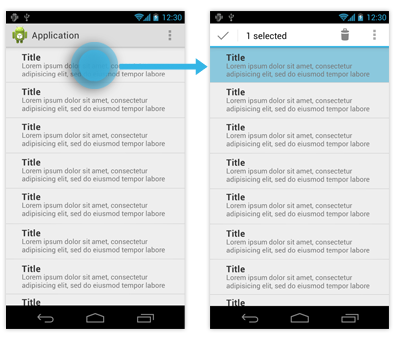 12:30
Application
Title
Lorem ipsum dolor sit amet, consectetur
adipisicing elit, sed do eiusmod tempor labore
Title
Lorem ipsum dolor sit amet, consectetur
adipisicing elit, sed do eiusmod tempor labore
Title
Lorem ipsum dolor sit amet, consectetur
adipisicing elit, sed do eiusmod tempor labore
Title
Lorem ipsum dolor sit amet, consectetur
adipisicing elit, sed do eiusmod tempor labore
Title
Lorem ipsum dolor sit amet, consectetur
adipisicing elit, sed do eiusmod tempor labore
Title
Lorem ipsum dolor sit amet, consectetur
adipisicing elit, sed do eiusmod tempor labore
Title
Lorem ipsum dolor sit amet, consectetur
adipisicing elit, sed do eiusmod tempor labore
Title
12:30
1 selected
Title
Lorem ipsum dolor sit amet, consectetur
adipisicing elit, sed do eiusmod tempor labore
Title
Lorem ipsum dolor sit amet, consectetur
adipisicing elit, sed do eiusmod tempor labore
Title
Lorem ipsum dolor sit amet, consectetur
adipisicing elit, sed do eiusmod tempor labore
Title
Lorem ipsum dolor sit amet, consectetur
adipisicing elit, sed do eiusmod tempor labore
Title
Lorem ipsum dolor sit amet, consectetur
adipisicing elit, sed do eiusmod tempor labore
Title
Lorem ipsum dolor sit amet, consectetur
adipisicing elit, sed do eiusmod tempor labore
Title
Lorem ipsum dolor sit amet, consectetur
adipisicing elit, sed do eiusmod tempor labore
Title